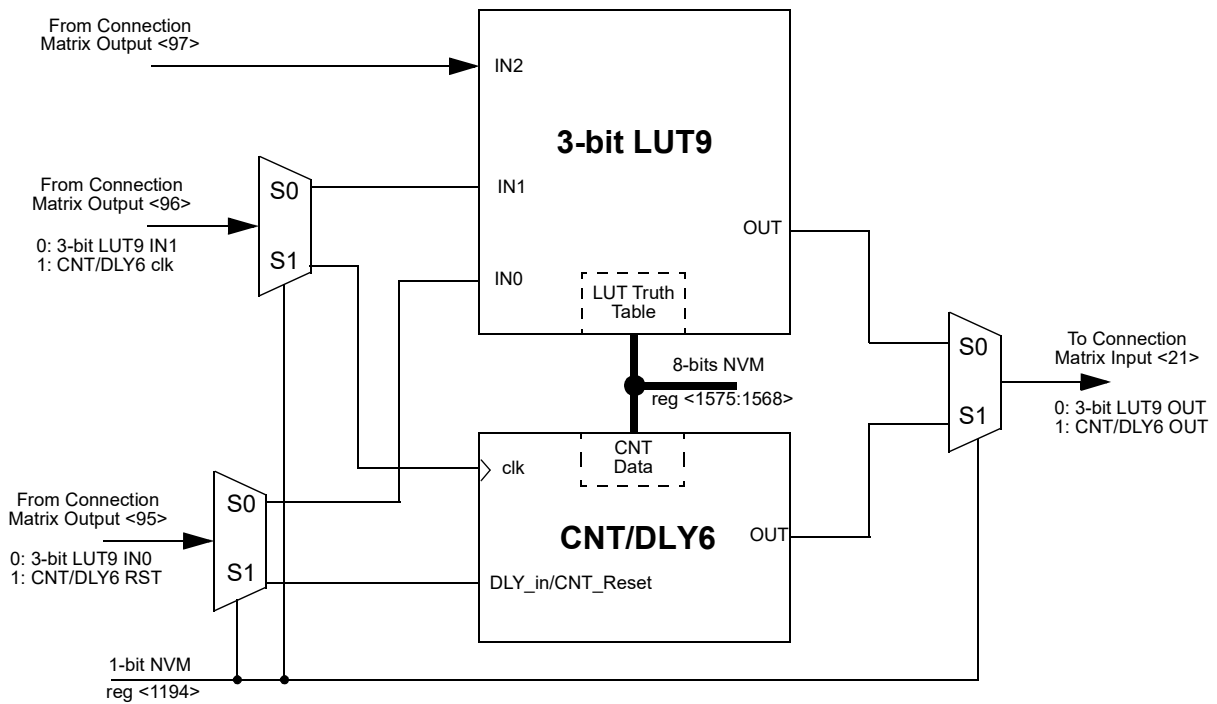 From Connection
Matrix Output <97>
IN2
3-bit LUT9
From Connection
Matrix Output <96>
0: 3-bit LUT9 IN1
1: CNT/DLY6 clk
S0
S1
IN1
IN0
OUT
LUT Truth
Table
8-bits NVM
reg <1575:1568>
S0
S1
To Connection
Matrix Input <21>
0: 3-bit LUT9 OUT
1: CNT/DLY6 OUT
CNT
Data
clk
CNT/DLY6
OUT
DLY_in/CNT_Reset
From Connection
Matrix Output <95>
0: 3-bit LUT9 IN0
1: CNT/DLY6 RST
S0
S1
1-bit NVM
reg <1194>